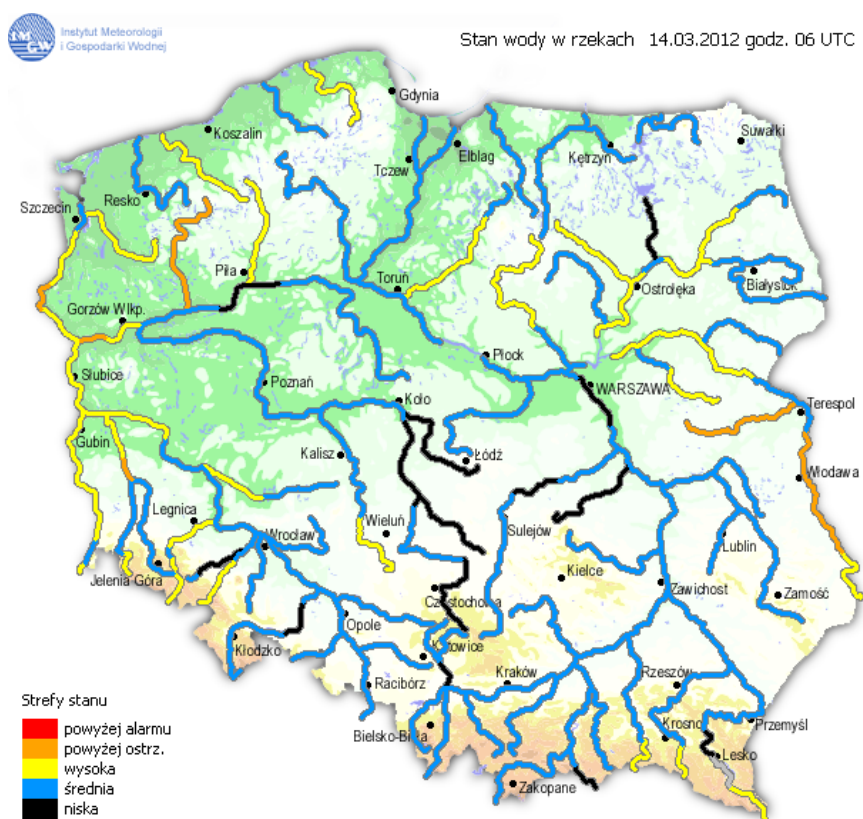 Instytut Meteorologii
i Gospodarki Wodnej
Stan wody w rzekach 14.03.2012 godz. 06 UTC
Gdynia
Koszalin
Suwałki
Elbląg
Kętrzyn
Tczew
Resko
Szczecin
Piła
Toruń
Ostrołęka
Białystok
Gorzów Wlkp.
Płock
Słubice
Poznań
WARSZAWA
Koło
Terespol
Gubin
Kalisz
Łódź
Włodawa
Legnica
Wieluń
Sulejów
Wrocław
Lublin
Jelenia Góra
Kielce
Zawichost
Częstochowa
Zamość
Opole
Kłodzko
Katowice
Racibórz
Kraków
Rzeszów
Bielsko-Biała
Krosno
Przemyśl
Lesko
Zakopane
Strefy stanu
powyżej alarmu
powyżej ostrz.
wysoka
średnia
niska